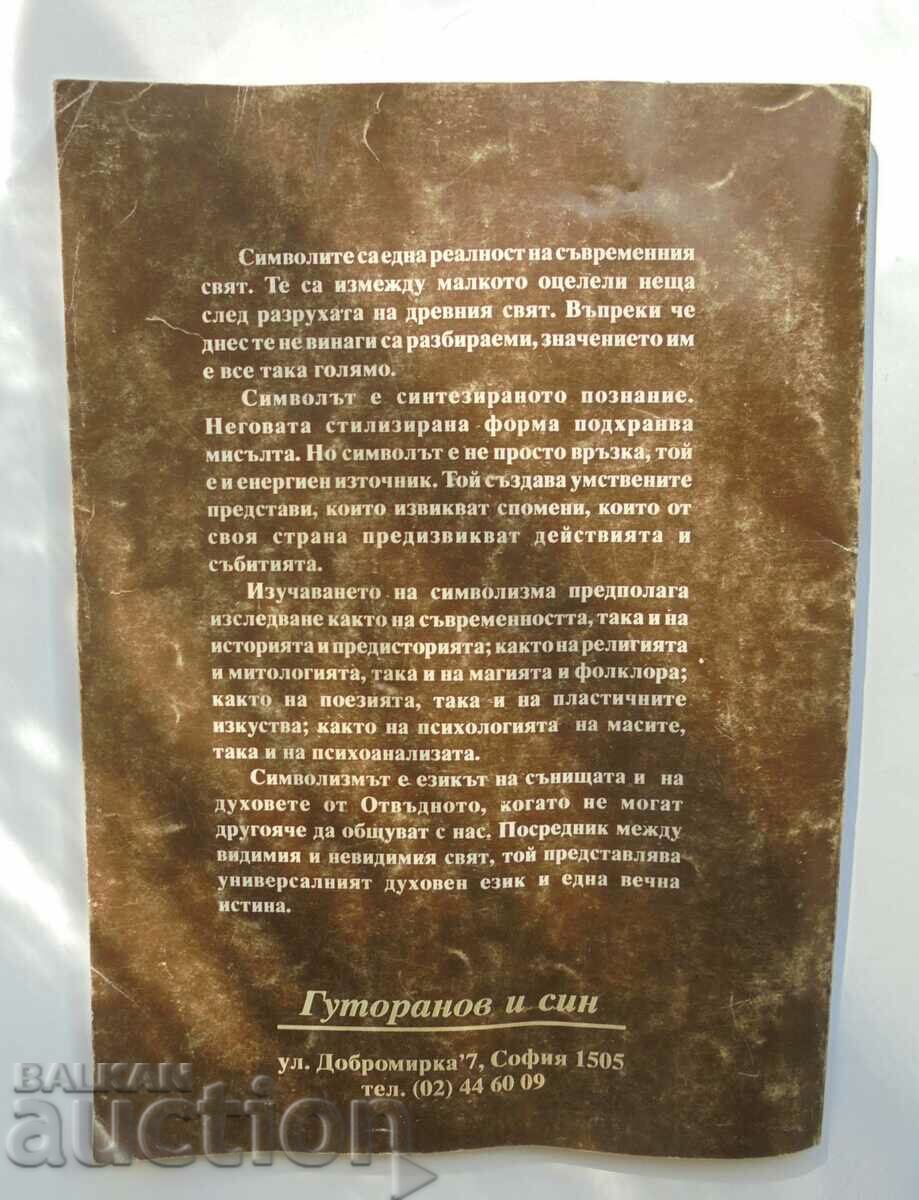 Символите са една реалност на съвременния
свят. Те са измежду малкото оцелели неща
след разрухата на древния свят. Въпреки че
днес те не винаги са разбираеми, значението им
е все така голямо.
Символът е синтезираното познание.
Неговата стилизирана форма подхранва
мисълта. Но символът е не просто връзка, той
е и енергиен източник. Той създава умствените
представи, които извикват спомени, които от
своя страна предизвикват действията и
събитията.
Изучаването на символизма предполага
изследване както на съвременността, така и на
историята и предисторията; както на религията
и митологията, така и на магията и фолклора;
както на поезията, така и на пластичните
изкуства; както на психологията на масите,
така и на психоанализата.
Символизмът е езикът на сънищата и на
духовете от Отвъдното, когато не могат
другояче да общуват с нас. Посредник между
видимия и невидимия свят, той представлява
универсалният духовен език и една вечна
истина.
Гуторанов и син
ул. Добромирка 7, София 1505
тел. (02) 44 60 09
BALKAN
auction